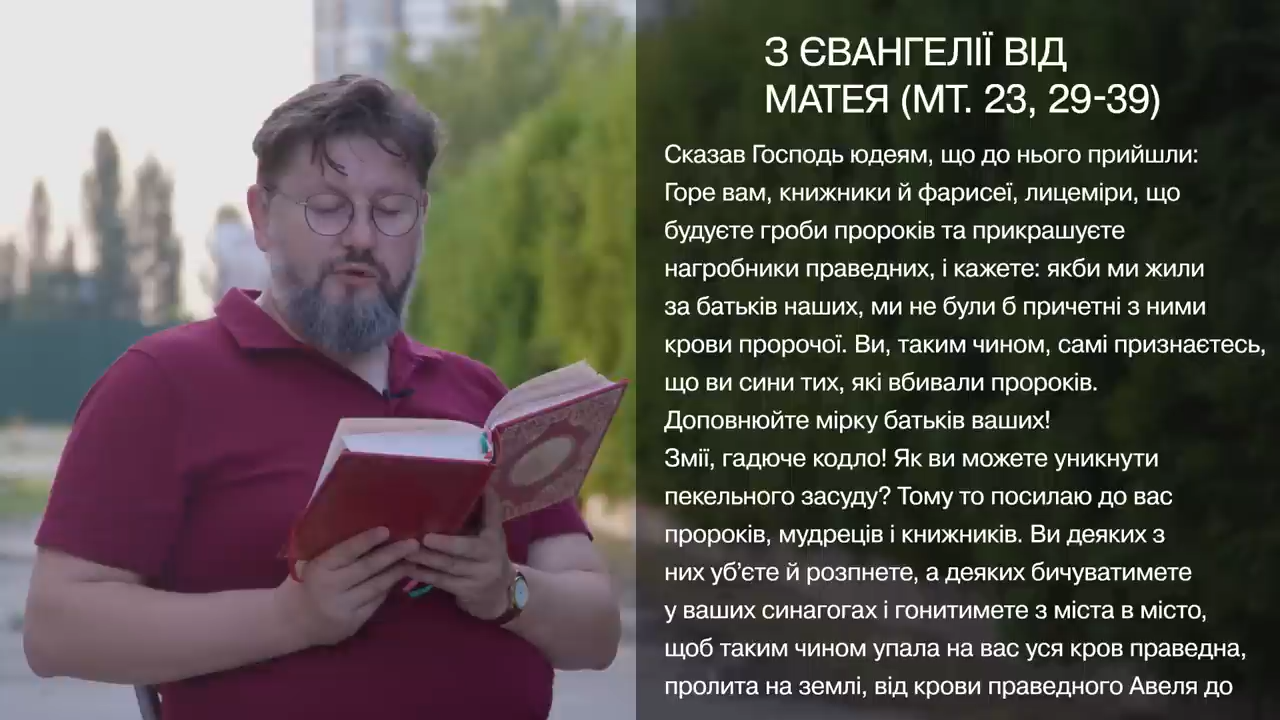 З ЄВАНГЕЛІЇ ВІД
МАТЕЯ (МТ. 23, 29-39)
Сказав Господь юдеям, що до нього прийшли:
Горе вам, книжники й фарисеї, лицеміри, що
будуєте гроби пророків та прикрашуєте
нагробники праведних, і кажете: якби ми жили
за батьків наших, ми не були б причетні з ними
крови пророчої. Ви, таким чином, самі признаєтесь,
що ви сини тих, які вбивали пророків.
Доповнюйте мірку батьків ваших!
Змії, гадюче кодло! Як ви можете уникнути
пекельного засуду? Тому то посилаю до вас
пророків, мудреців і книжників. Ви деяких з
них уб’єте й розпнете, а деяких бичуватимете
у ваших синагогах і гонитимете з міста в місто,
щоб таким чином упала на вас уся кров праведна,
пролита на землі, від крови праведного Авеля до